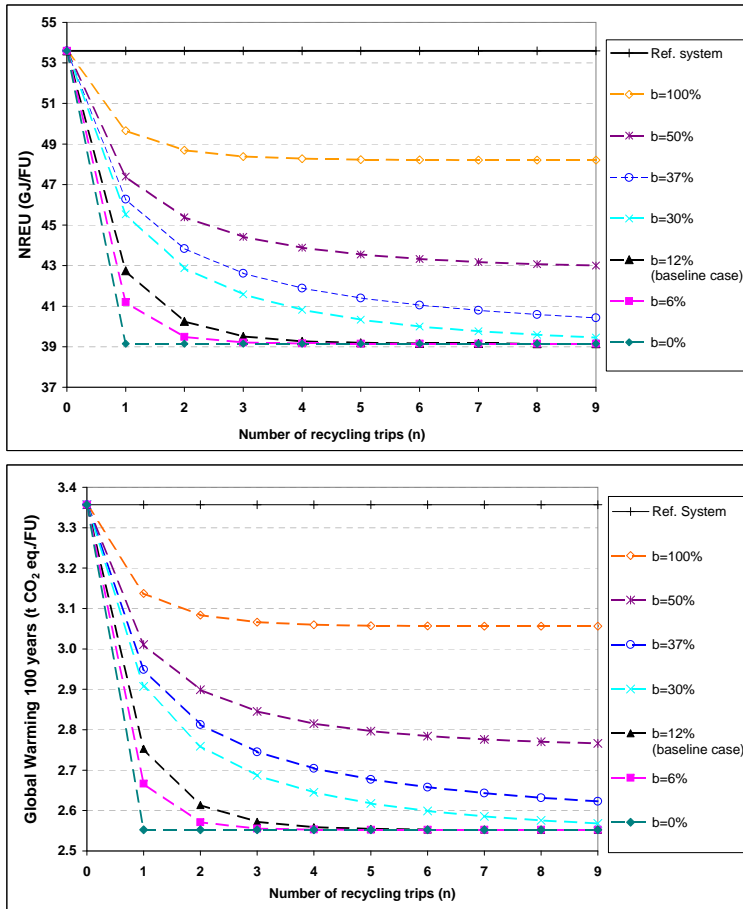 55
53
51
49
47
45
43
41
39
37
NREU (GJ/FU)
0 1 2 3 4 5 6 7 8 9
Number of recycling trips (n)
Ref. system
b=100%
b=50%
b=37%
b=30%
b=12%
(baseline case)
b=6%
b=0%
3.4
3.3
3.2
3.1
3.0
2.9
2.8
2.7
2.6
2.5
Global Warming 100 years (t CO₂ eq./FU)
0 1 2 3 4 5 6 7 8 9
Number of recycling trips (n)
Ref. System
b=100%
b=50%
b=37%
b=30%
b=12%
(baseline case)
b=6%
b=0%